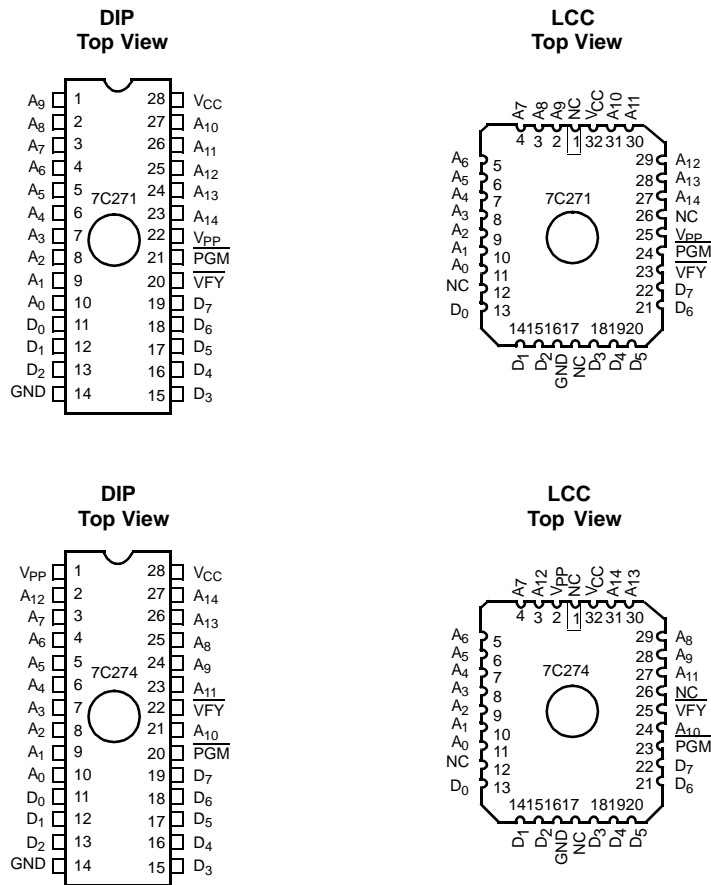 DIP
Top View
A9 1 28 VCC
A8 2 27 A10
A7 3 26 A11
A6 4 25 A12
A5 5 24 A13
A4 6 23 A14
A3 7 22 VPP
A2 8 21 PGM
A1 9 20 VFY
A0 10 19 D7
D0 11 18 D6
D1 12 17 D5
D2 13 16 D4
GND 14 15 D3
7C271
LCC
Top View
A7 A8 A9 NC VCC A10 A11
4 3 2 1 32 31 30
A6 5 29 A12
A5 6 28 A13
A4 7 27 A14
A3 8 26 NC
A2 9 25 VPP
A1 10 24 PGM
A0 11 23 VFY
NC 12 22 D7
D0 13 21 D6
7C271
14 15 16 17 18 19 20
D1 D2 GND NC D3 D4 D5
DIP
Top View
VPP 1 28 VCC
A12 2 27 A14
A7 3 26 A13
A6 4 25 A8
A5 5 24 A9
A4 6 23 A11
A3 7 22 VFY
A2 8 21 A10
A1 9 20 PGM
A0 10 19 D7
D0 11 18 D6
D1 12 17 D5
D2 13 16 D4
GND 14 15 D3
7C274
LCC
Top View
A7 A12 VPP NC VCC A14 A13
4 3 2 1 32 31 30
A6 5 29 A8
A5 6 28 A9
A4 7 27 A11
A3 8 26 NC
A2 9 25 VFY
A1 10 24 A10
A0 11 23 PGM
NC 12 22 D7
D0 13 21 D6
7C274
14 15 16 17 18 19 20
D1 D2 GND NC D3 D4 D5